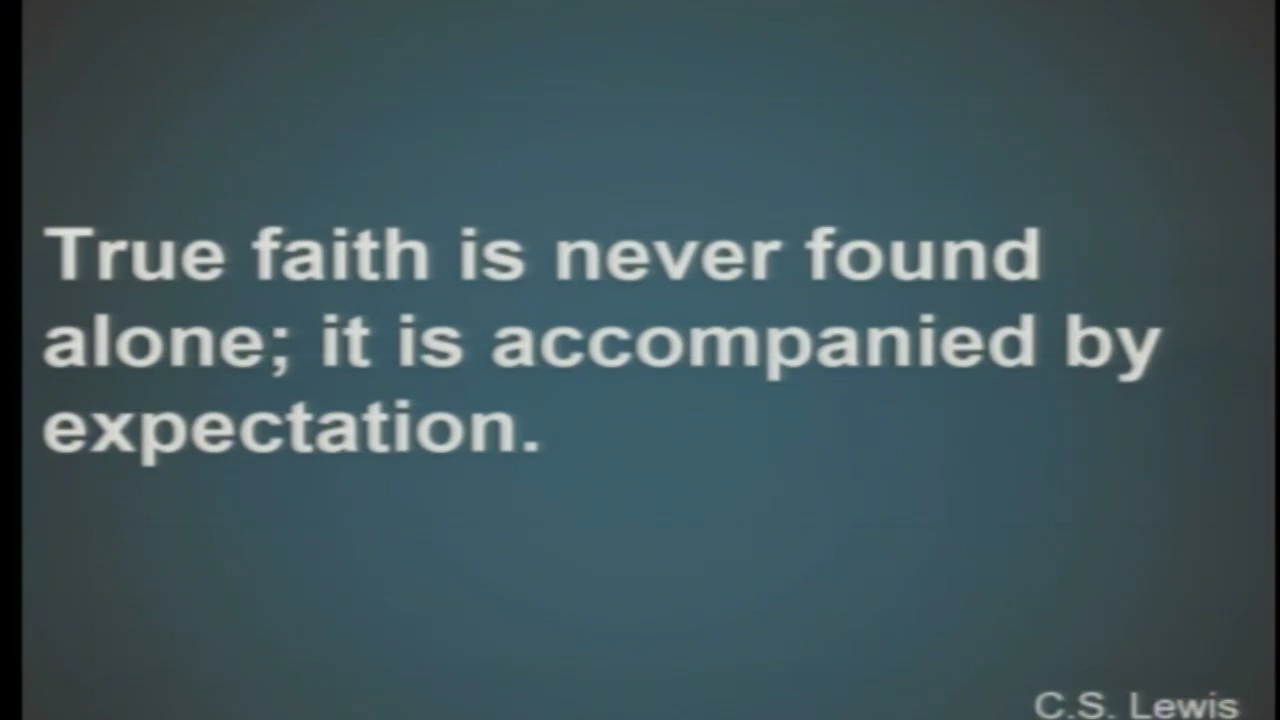 True faith is never found
alone; it is accompanied by
expectation.
C.S. Lewis